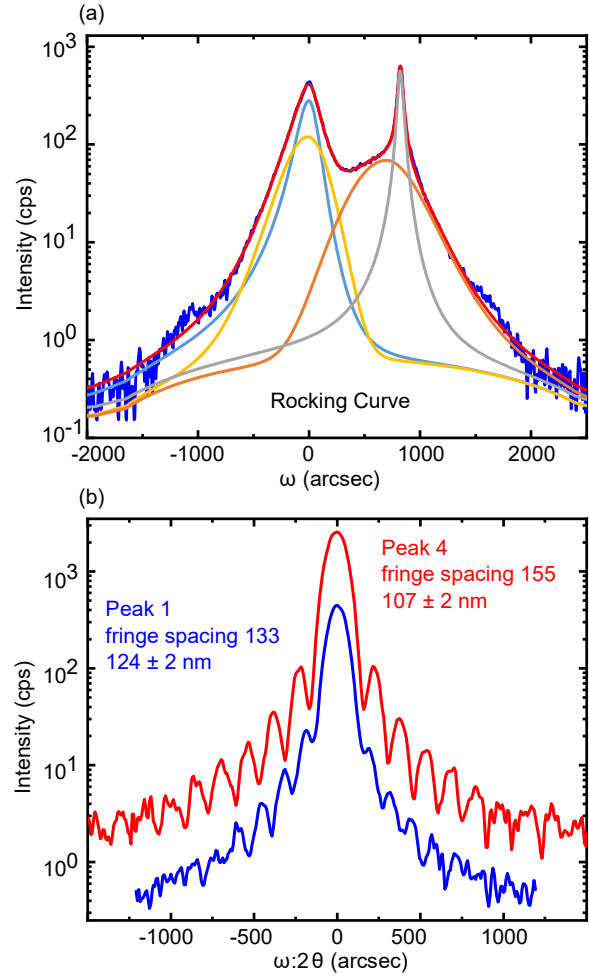 (a)
Intensity (cps)
10³
10²
10¹
10⁰
10⁻¹
Rocking Curve
-2000 -1000 0 1000 2000
ω (arcsec)
(b)
Intensity (cps)
10³
10²
10¹
10⁰
Peak 4
fringe spacing 155
107 ± 2 nm
Peak 1
fringe spacing 133
124 ± 2 nm
-1000 -500 0 500 1000
ω:2θ (arcsec)